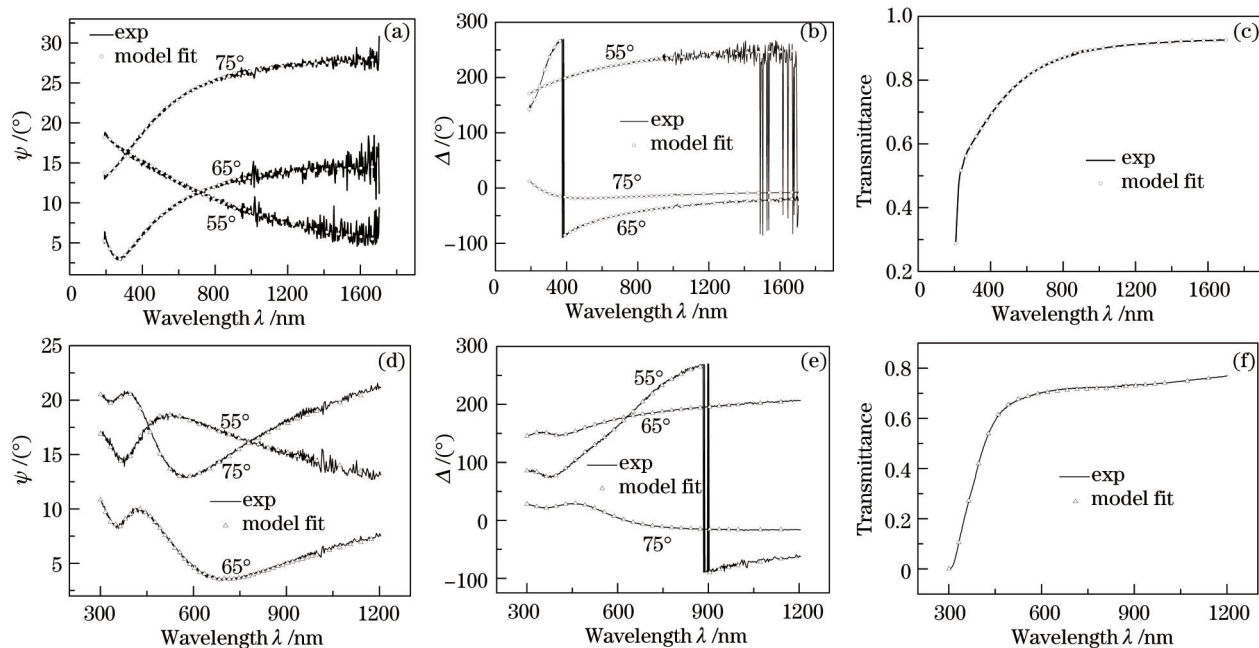 (a)
30
25
20
15
10
5
ψ /(°)
exp
model fit
75°
65°
55°
0 400 800 1200 1600
Wavelength λ /nm
(b)
300
200
100
0
−100
Δ /(°)
55°
exp
model fit
75°
65°
0 400 800 1200 1600
Wavelength λ /nm
(c)
1.0
0.8
0.6
0.4
0.2
Transmittance
exp
model fit
0 400 800 1200 1600
Wavelength λ /nm
(d)
25
20
15
10
5
ψ /(°)
55°
75°
exp
model fit
65°
300 600 900 1200
Wavelength λ /nm
(e)
300
200
100
0
−100
Δ /(°)
55°
65°
exp
model fit
75°
300 600 900 1200
Wavelength λ /nm
(f)
0.8
0.6
0.4
0.2
0
Transmittance
exp
model fit
300 600 900 1200
Wavelength λ /nm